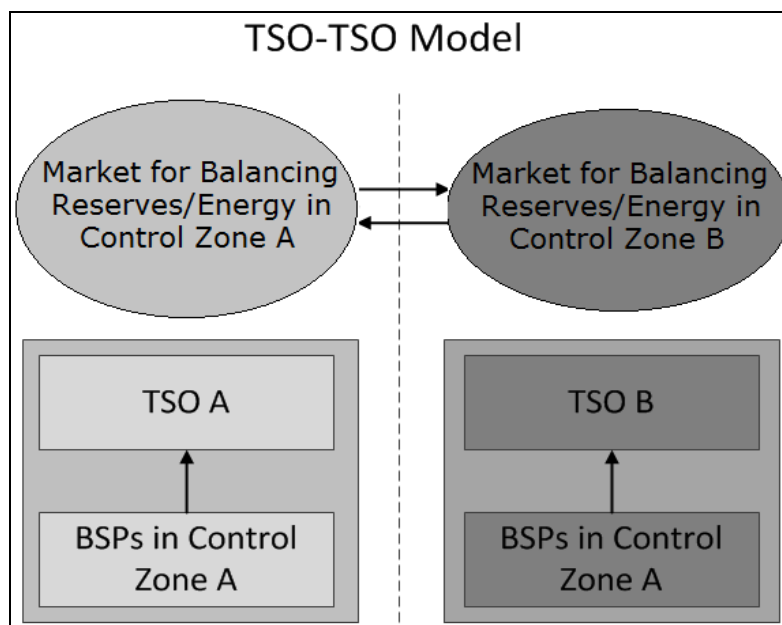 TSO-TSO Model
Market for Balancing
Reserves/Energy in
Control Zone A
Market for Balancing
Reserves/Energy in
Control Zone B
TSO A
BSPs in Control
Zone A
TSO B
BSPs in Control
Zone A